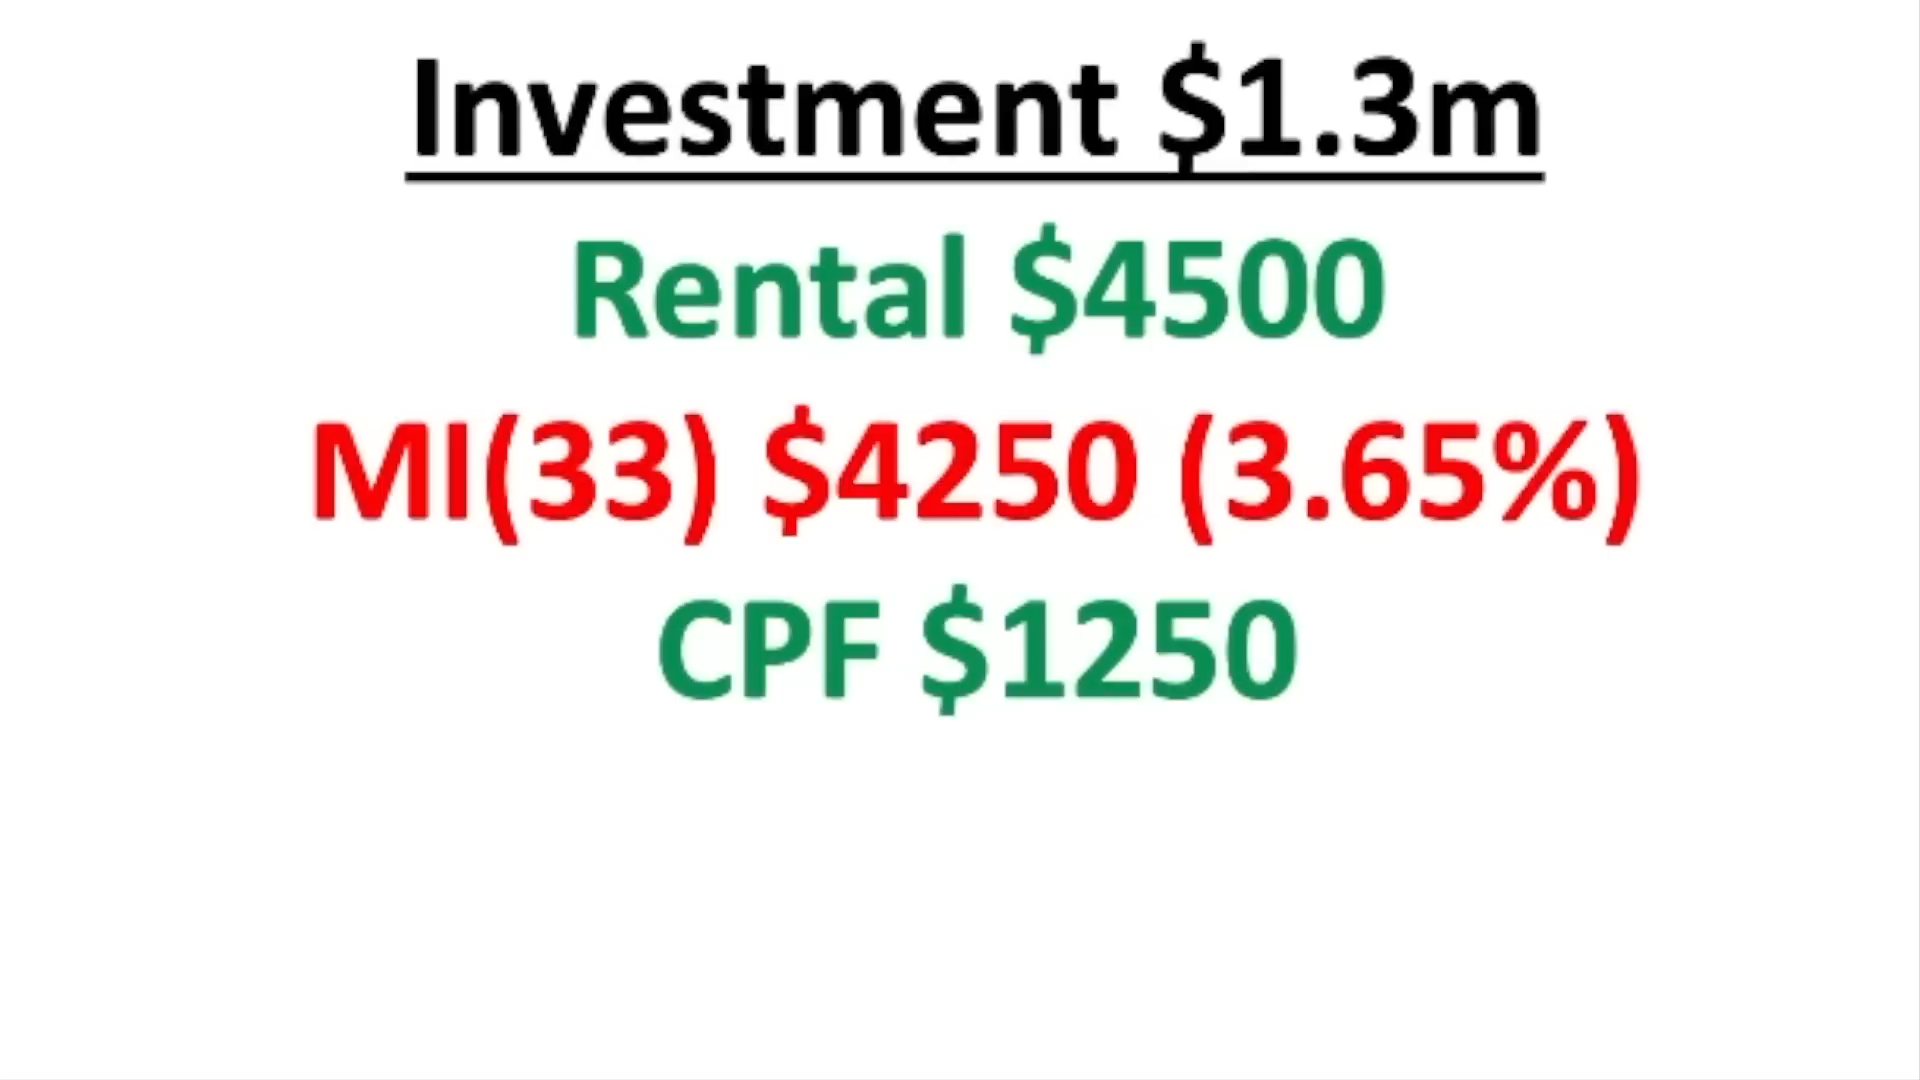 Investment $1.3m
Rental $4500
MI(33) $4250 (3.65%)
CPF $1250